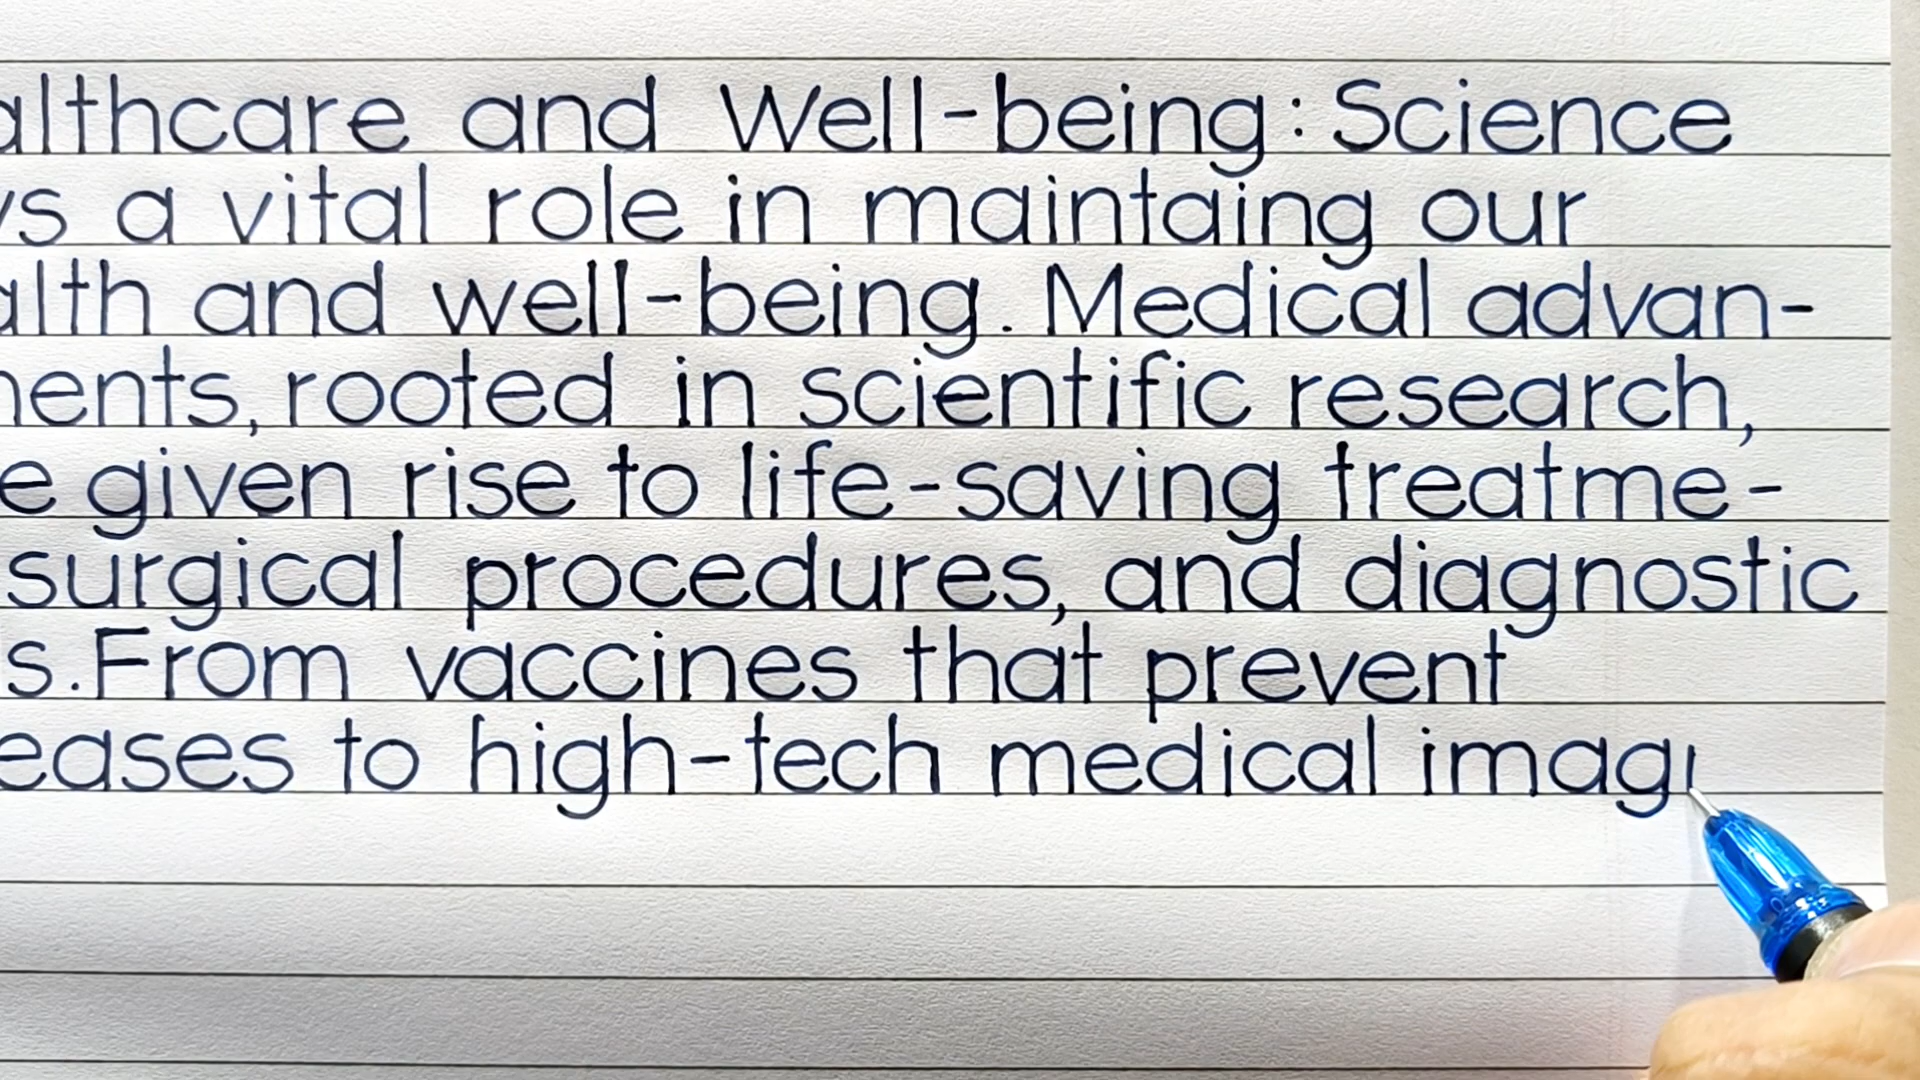 althcare and Well-being: Science
ys a vital role in maintaing our
alth and well-being. Medical advan-
ments, rooted in scientific research,
e given rise to life-saving treatme-
surgical procedures, and diagnostic
s. From vaccines that prevent
eases to high-tech medical imagi